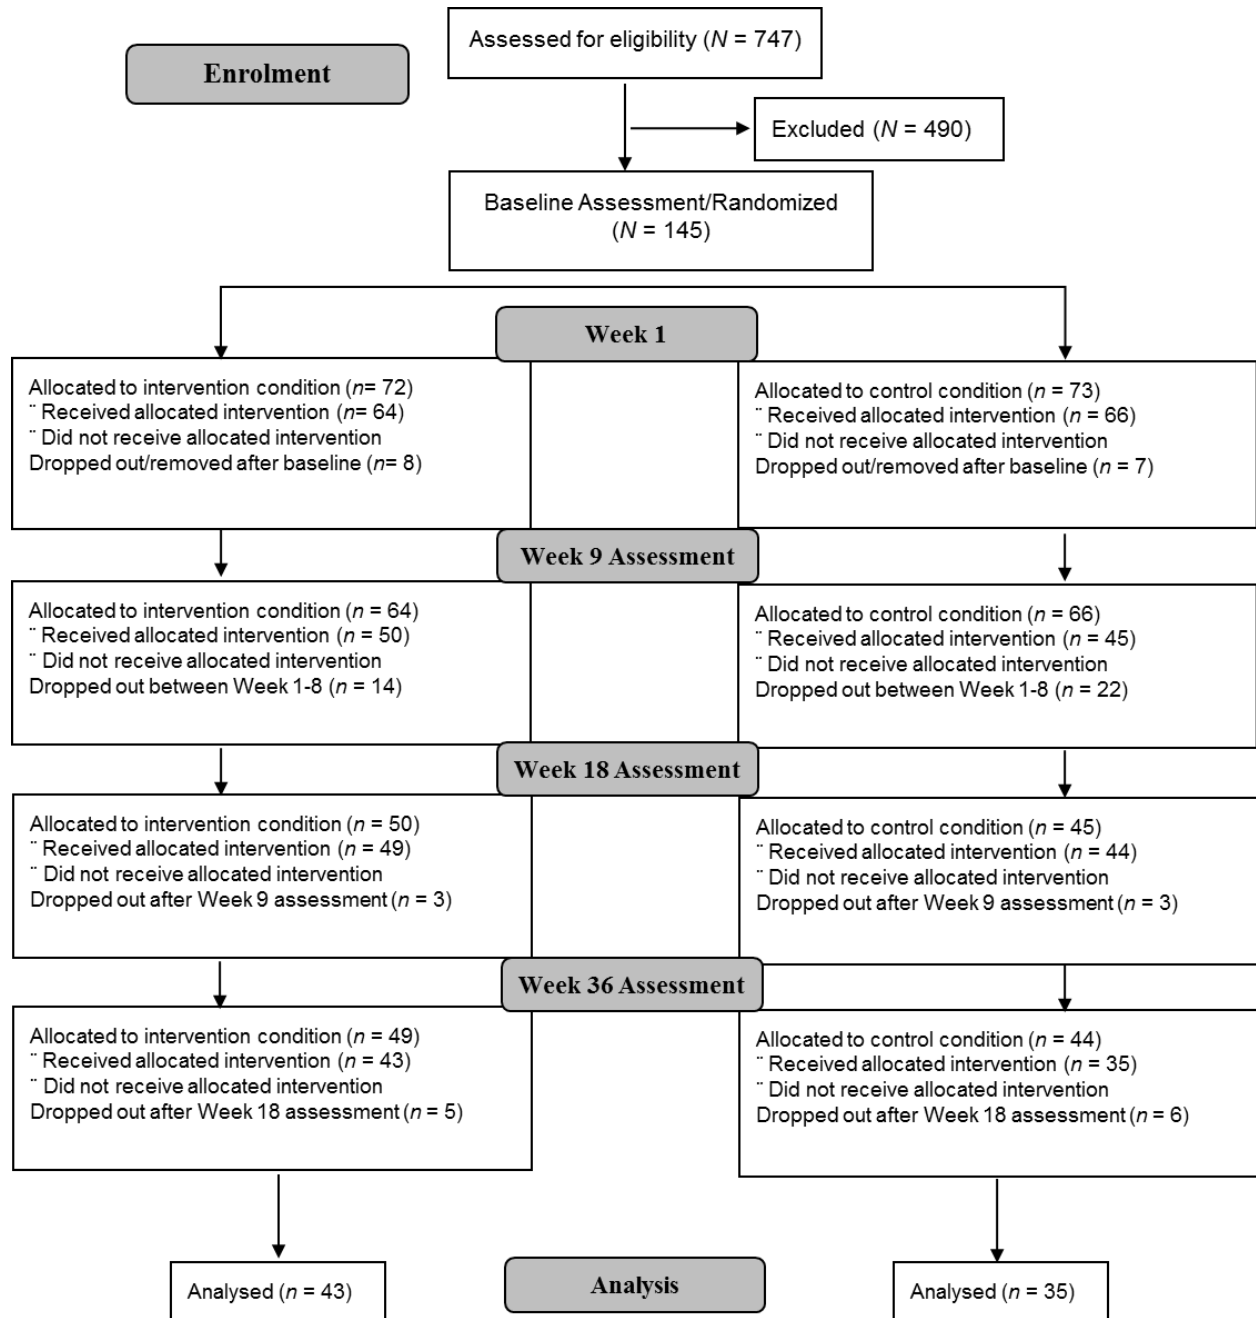 Assessed for eligibility (N = 747)
Enrolment
Excluded (N = 490)
Baseline Assessment/Randomized
(N = 145)
Week 1
Allocated to intervention condition (n= 72)
¨ Received allocated intervention (n= 64)
¨ Did not receive allocated intervention
Dropped out/removed after baseline (n= 8)
Allocated to control condition (n = 73)
¨ Received allocated intervention (n = 66)
¨ Did not receive allocated intervention
Dropped out/removed after baseline (n = 7)
Week 9 Assessment
Allocated to intervention condition (n = 64)
¨ Received allocated intervention (n = 50)
¨ Did not receive allocated intervention
Dropped out between Week 1-8 (n = 14)
Allocated to control condition (n = 66)
¨ Received allocated intervention (n = 45)
¨ Did not receive allocated intervention
Dropped out between Week 1-8 (n = 22)
Week 18 Assessment
Allocated to intervention condition (n = 50)
¨ Received allocated intervention (n = 49)
¨ Did not receive allocated intervention
Dropped out after Week 9 assessment (n = 3)
Allocated to control condition (n = 45)
¨ Received allocated intervention (n = 44)
¨ Did not receive allocated intervention
Dropped out after Week 9 assessment (n = 3)
Week 36 Assessment
Allocated to intervention condition (n = 49)
¨ Received allocated intervention (n = 43)
¨ Did not receive allocated intervention
Dropped out after Week 18 assessment (n = 5)
Allocated to control condition (n = 44)
¨ Received allocated intervention (n = 35)
¨ Did not receive allocated intervention
Dropped out after Week 18 assessment (n = 6)
Analysed (n = 43)
Analysis
Analysed (n = 35)